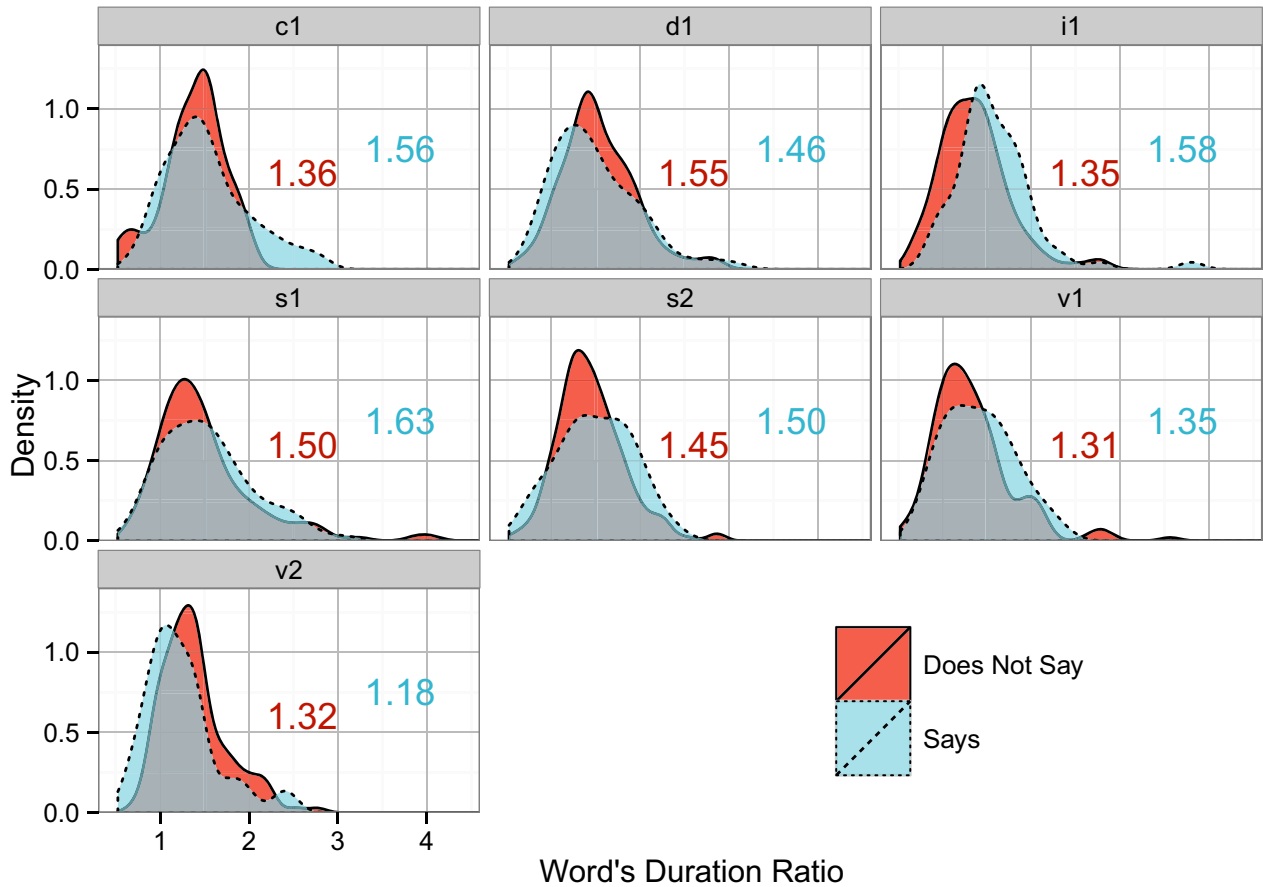 c1 d1 i1
1.0
1.56 1.46 1.58
1.36 1.55 1.35
0.5
0.0
s1 s2 v1
1.0
1.63 1.50 1.35
1.50 1.45 1.31
0.5
0.0
Density
v2
1.0
1.18
1.32
0.5
0.0
1 2 3 4
Does Not Say
Says
Word's Duration Ratio